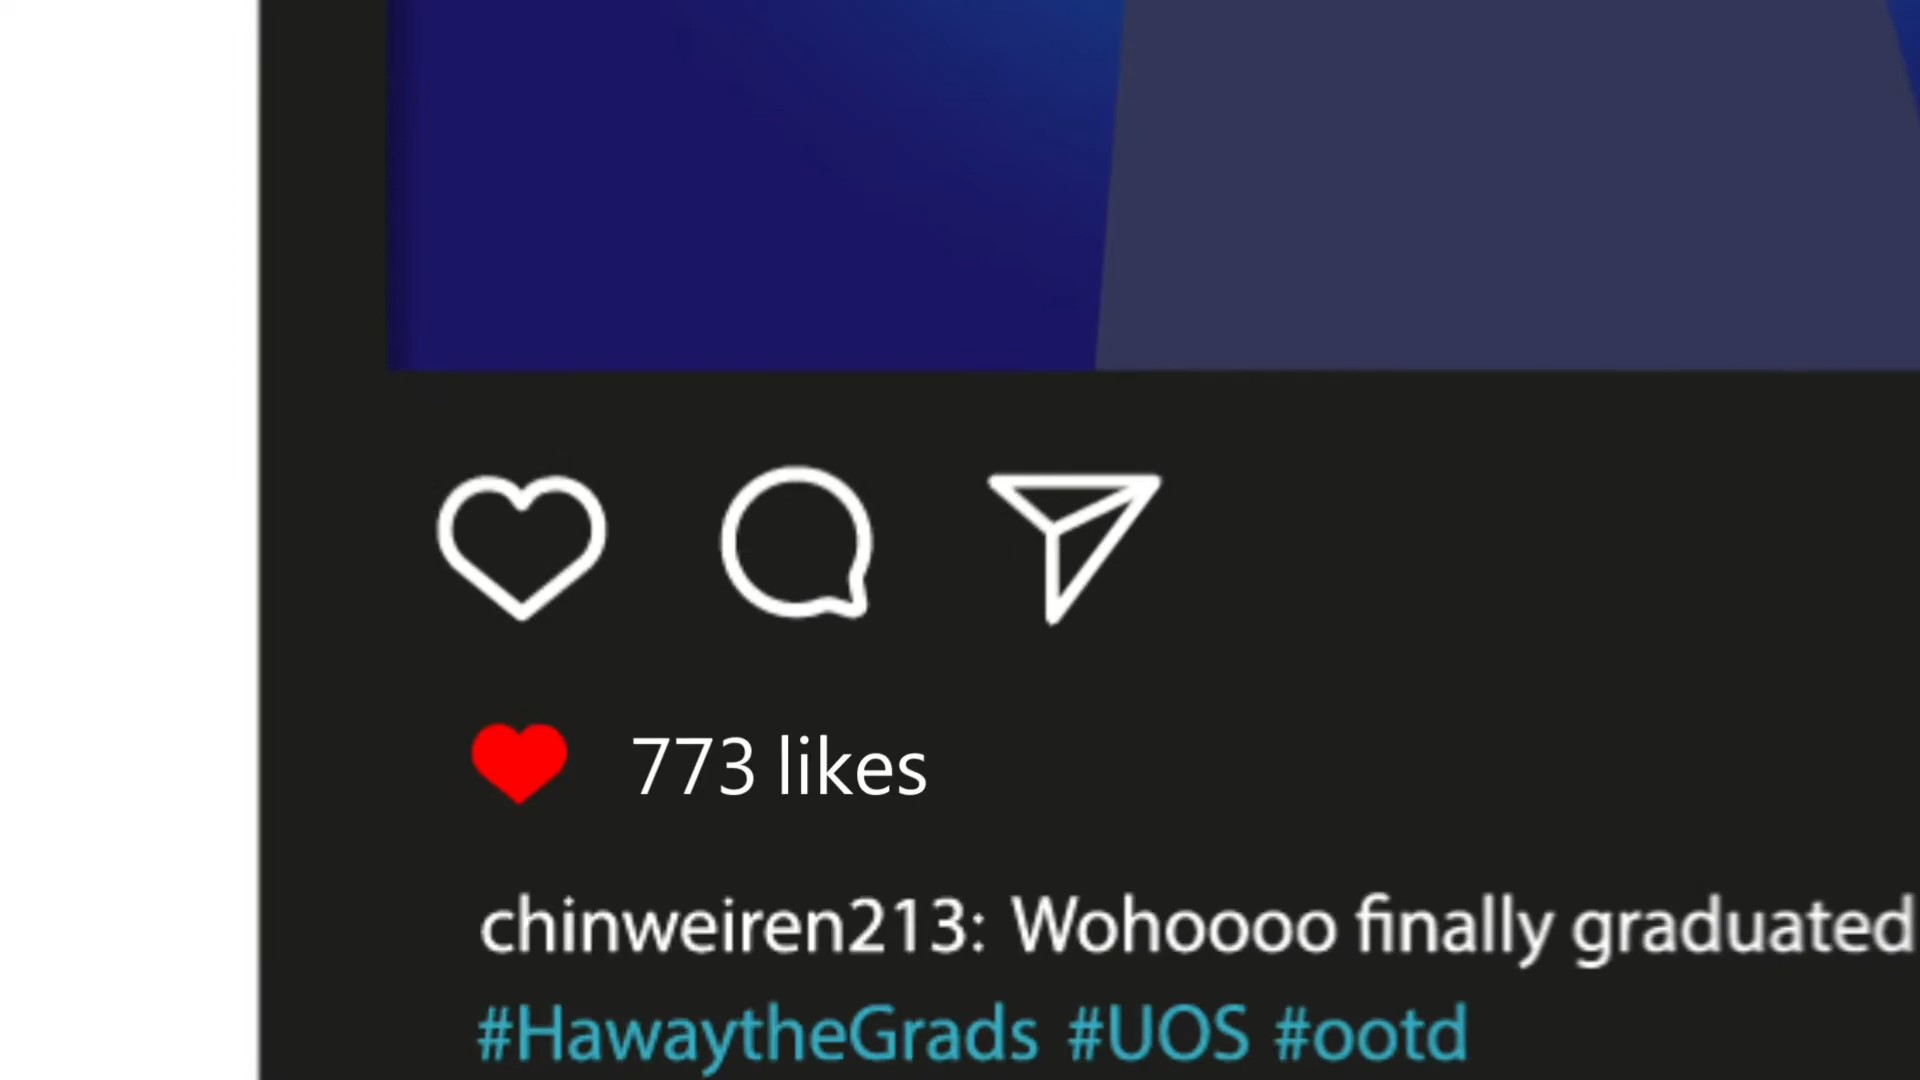 773 likes
chinweiren213: Wohoooo finally graduated
#HawaytheGrads #UOS #ootd